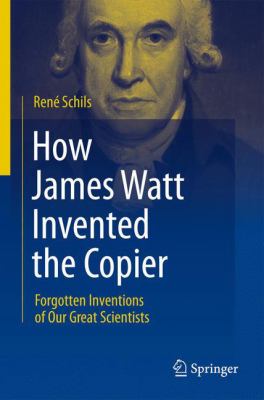 René Schils
How
James Watt
Invented
the Copier
Forgotten Inventions
of Our Great Scientists
Springer